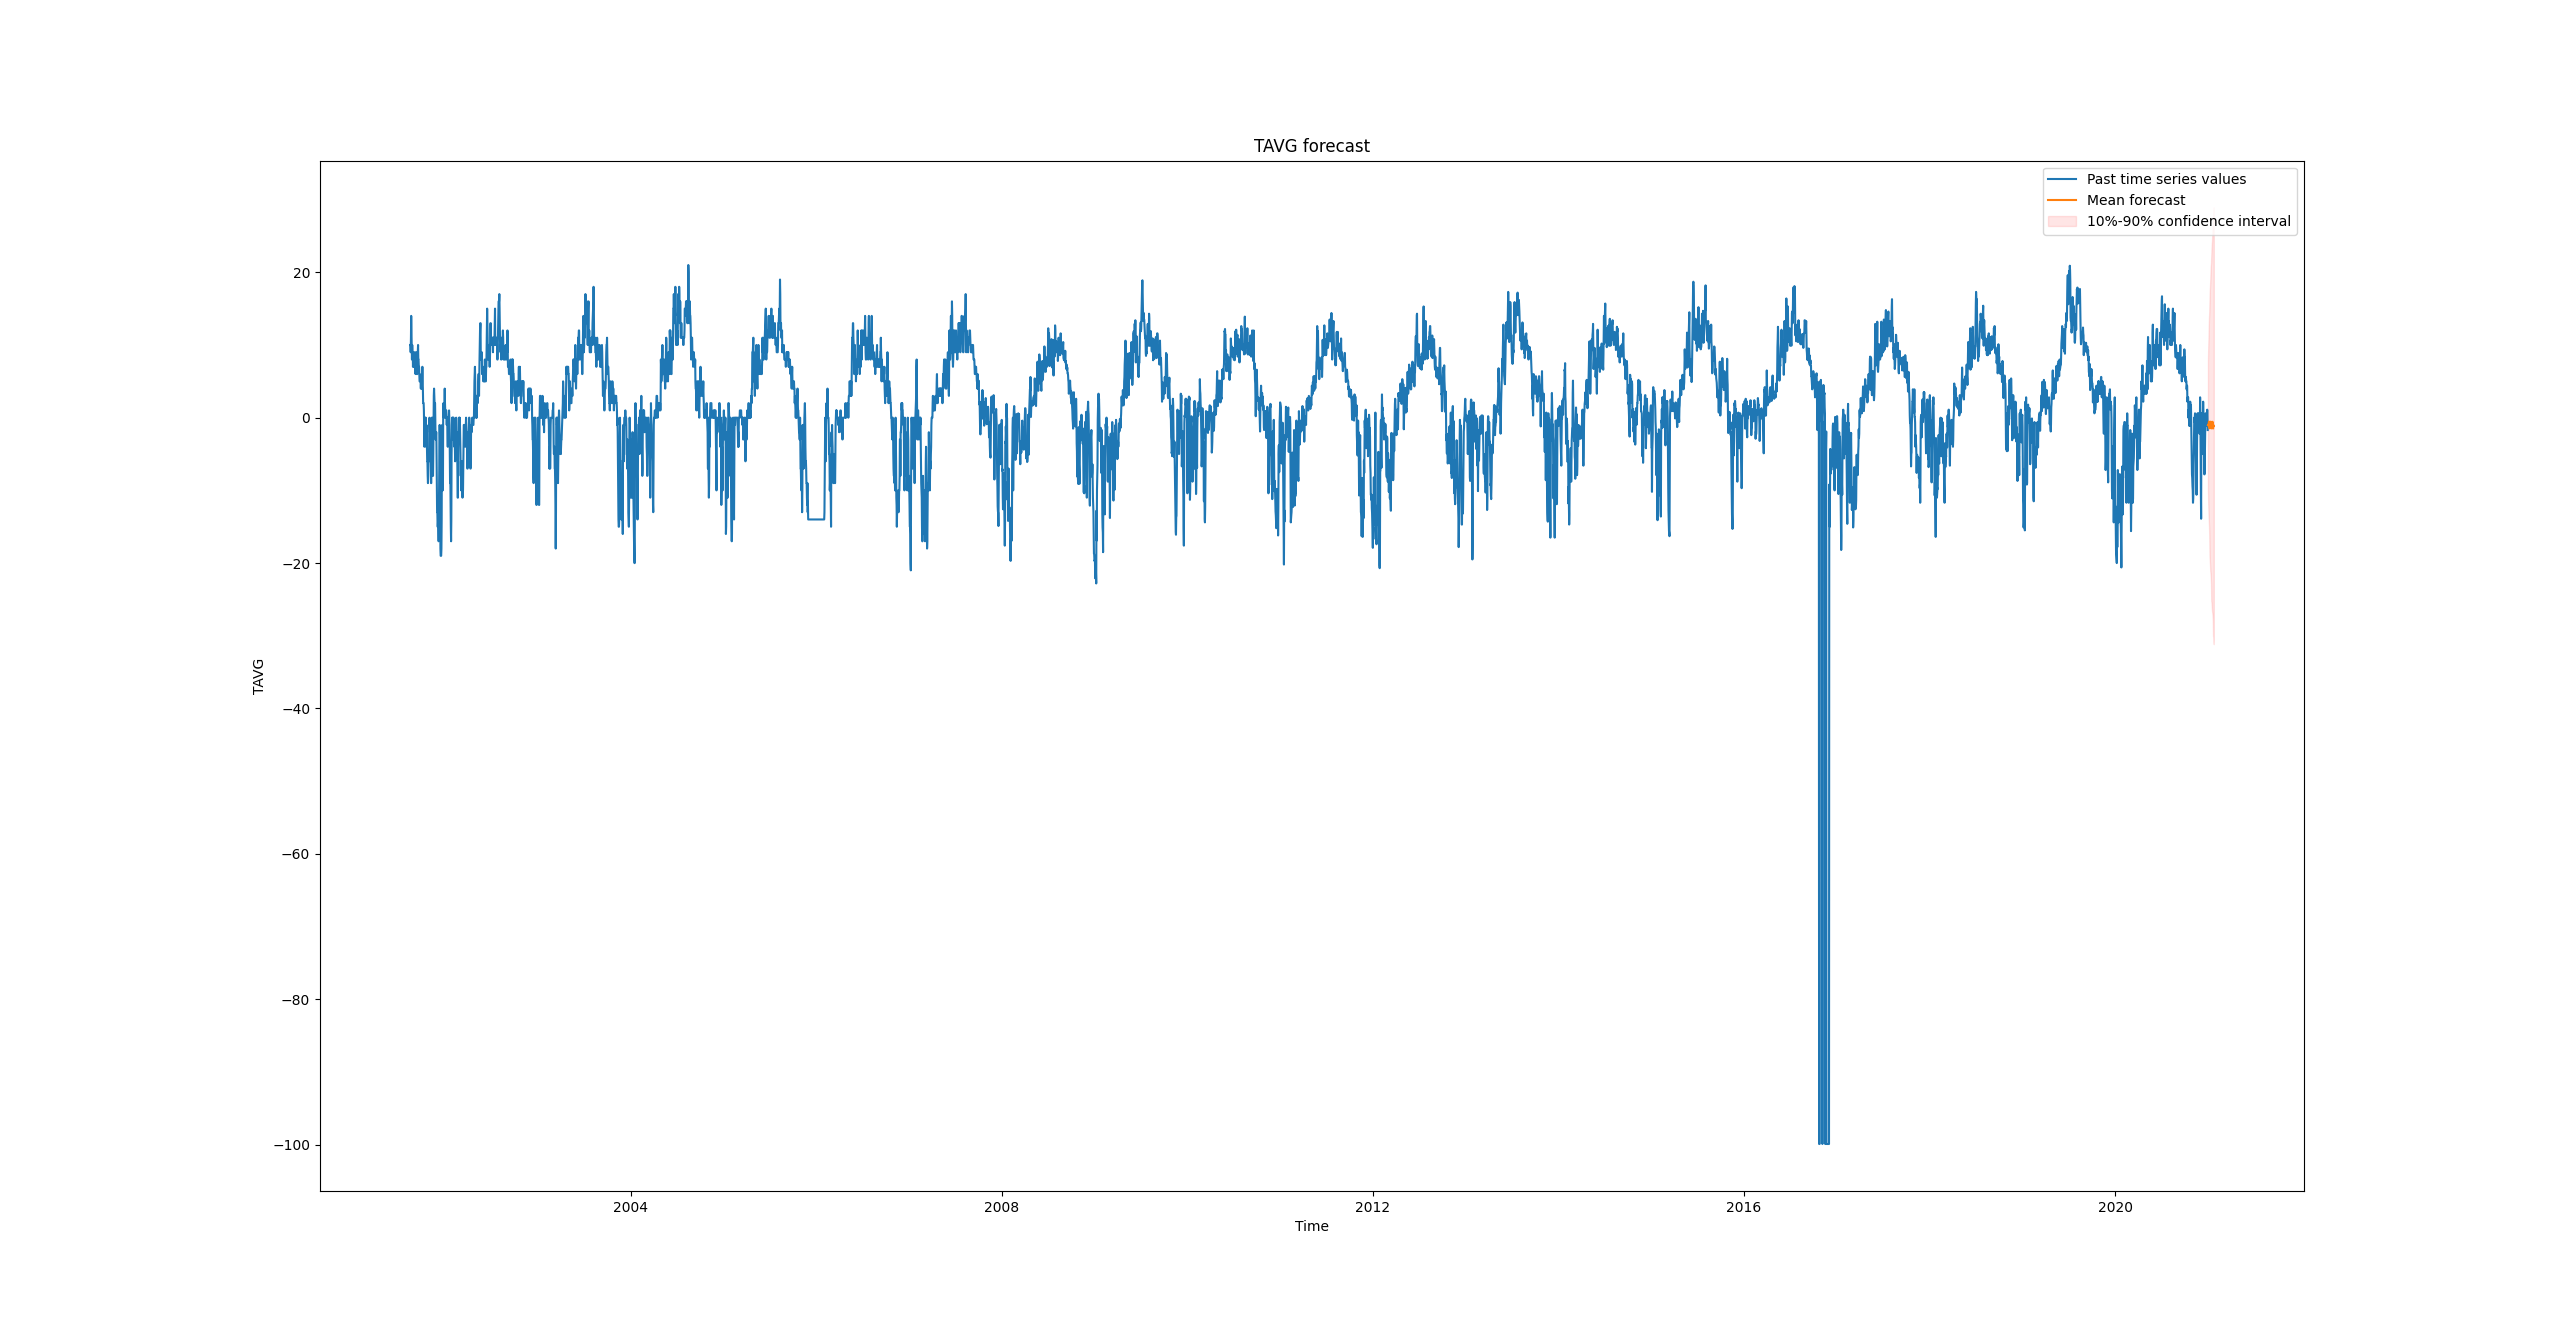 TAVG forecast
Past time series values
Mean forecast
10%-90% confidence interval
20
0
−20
−40
−60
−80
−100
TAVG
2004
2008
2012
2016
2020
Time